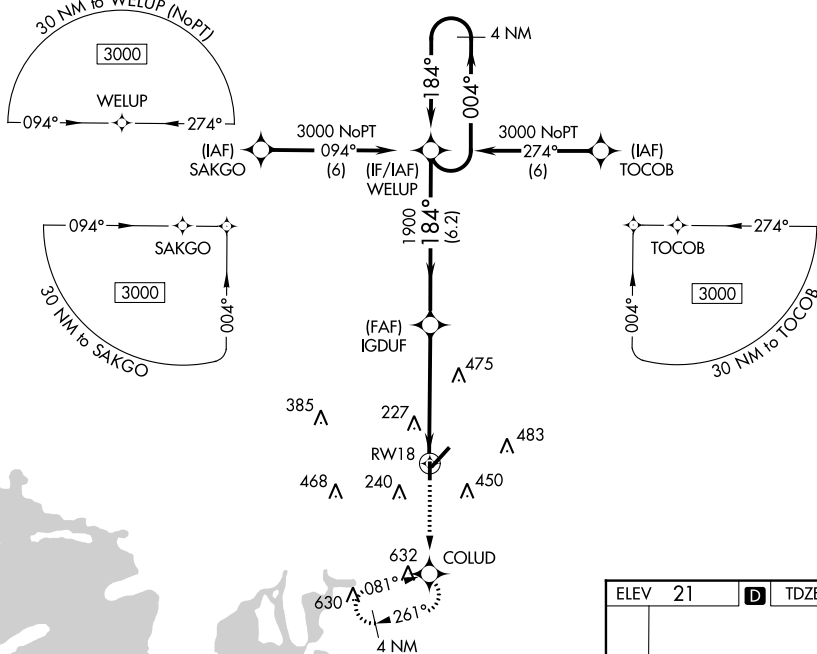 30 NM to WELUP (NoPT)
3000
WELUP
094°
274°
4 NM
184°
004°
(IAF)
SAKGO
3000 NoPT
094°
(6)
(IF/IAF)
WELUP
3000 NoPT
274°
(6)
(IAF)
TOCOB
1900
184°
(6.2)
094°
SAKGO
3000
004°
30 NM to SAKGO
TOCOB
274°
3000
004°
30 NM to TOCOB
(FAF)
IGDUF
475
385
227
483
RW18
468
240
450
632
COLUD
081°
630
261°
4 NM
ELEV 21
D
TDZE